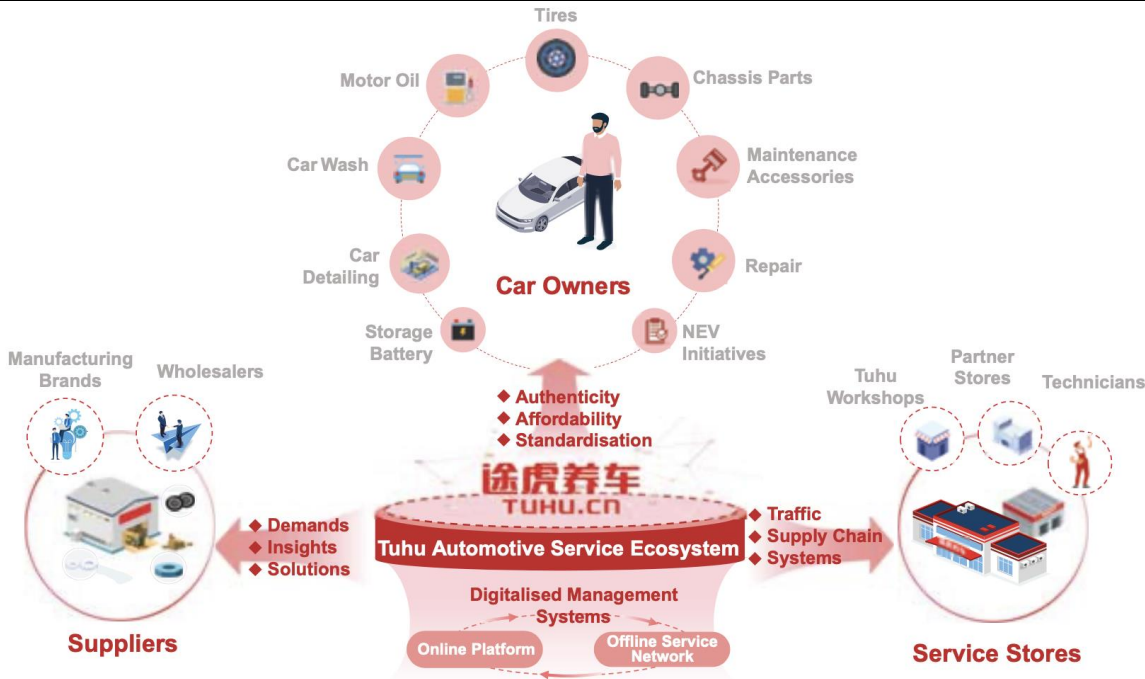 Tires
Motor Oil
Chassis Parts
Car Wash
Maintenance
Accessories
Car
Detailing
Repair
Car Owners
Storage
Battery
NEV
Initiatives
Manufacturing
Brands
Wholesalers
Partner
Stores
Tuhu
Workshops
Technicians
◆ Authenticity
◆ Affordability
◆ Standardisation
途虎养车
TUHU.CN
◆ Demands
◆ Insights
◆ Solutions
Tuhu Automotive Service Ecosystem
◆ Traffic
◆ Supply Chain
◆ Systems
Digitalised Management
Systems
Online Platform
Offline Service
Network
Suppliers
Service Stores